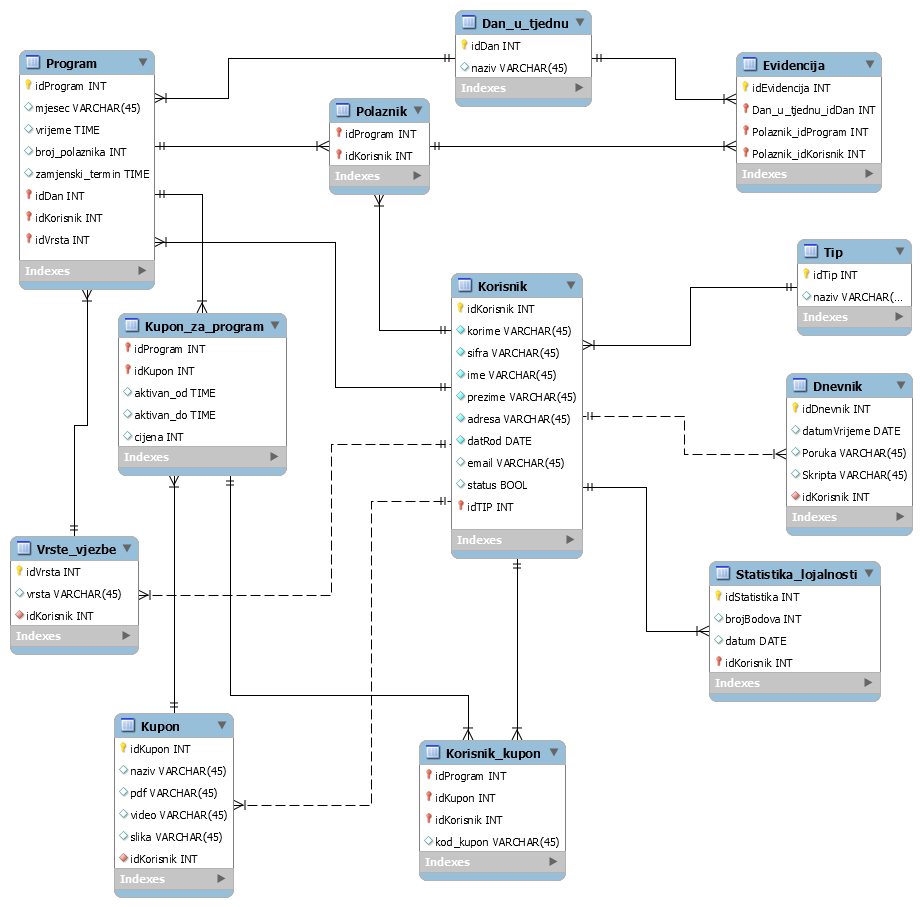 Program
idProgram INT
mjesec VARCHAR(45)
vrijeme TIME
broj_polaznika INT
zamjenski_termin TIME
idDan INT
idKorisnik INT
idVrsta INT
Indexes
Dan_u_tjednu
idDan INT
naziv VARCHAR(45)
Indexes
Evidencija
idEvidencija INT
Dan_u_tjednu_idDan INT
Polaznik_idProgram INT
Polaznik_idKorisnik INT
Indexes
Polaznik
idProgram INT
idKorisnik INT
Indexes
Tip
idTip INT
naziv VARCHAR(...
Indexes
Korisnik
idKorisnik INT
korime VARCHAR(45)
sifra VARCHAR(45)
ime VARCHAR(45)
prezime VARCHAR(45)
adresa VARCHAR(45)
datRod DATE
email VARCHAR(45)
status BOOL
idTIP INT
Indexes
Kupon_za_program
idProgram INT
idKupon INT
aktivan_od TIME
aktivan_do TIME
cijena INT
Indexes
Dnevnik
idDnevnik INT
datumVrijeme DATE
Poruka VARCHAR(45)
Skripta VARCHAR(45)
idKorisnik INT
Indexes
Vrste_vjezbe
idVrsta INT
vrsta VARCHAR(45)
idKorisnik INT
Indexes
Statistika_lojalnosti
idStatistika INT
brojBodova INT
datum DATE
idKorisnik INT
Indexes
Kupon
idKupon INT
naziv VARCHAR(45)
pdf VARCHAR(45)
video VARCHAR(45)
slika VARCHAR(45)
idKorisnik INT
Indexes
Korisnik_kupon
idProgram INT
idKupon INT
idKorisnik INT
kod_kupon VARCHAR(45)
Indexes